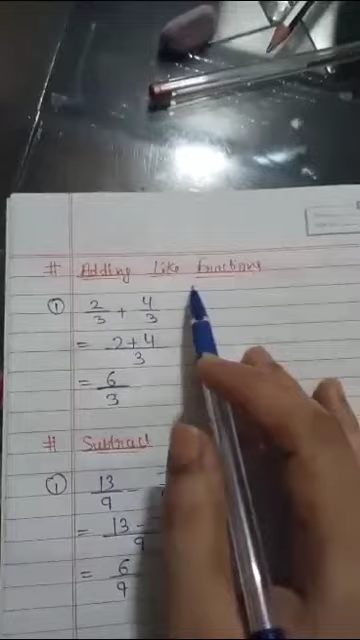 # Adding Like Fractions
① 2/3 + 4/3
= 2+4/3
= 6/3
# Subtract
① 13/9 -
= 13 - /9
= 6/9